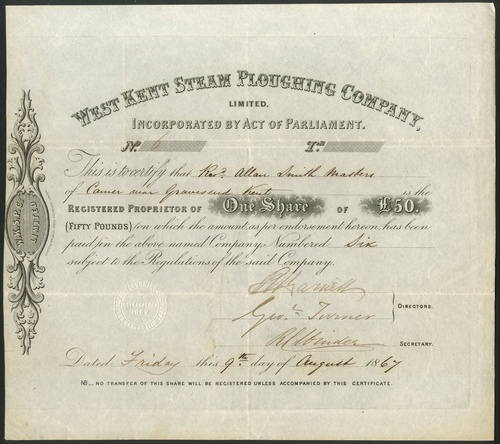 WEST KENT STEAM PLOUGHING COMPANY,
LIMITED,
INCORPORATED BY ACT OF PARLIAMENT.
No. 6 To
This is to certify that Revd. Allan Smith Masters
of Camer near Gravesend Kent is the
REGISTERED PROPRIETOR OF One Share OF £50.
(FIFTY POUNDS) on which the amount as per endorsement hereon has been
paid in the above named Company Numbered Six
subject to the Regulations of the said Company.
Geo. Turner
DIRECTORS.
SECRETARY.
Dated Friday this 9th day of August 1867
NB... NO TRANSFER OF THIS SHARE WILL BE REGISTERED UNLESS ACCOMPANIED BY THIS CERTIFICATE.